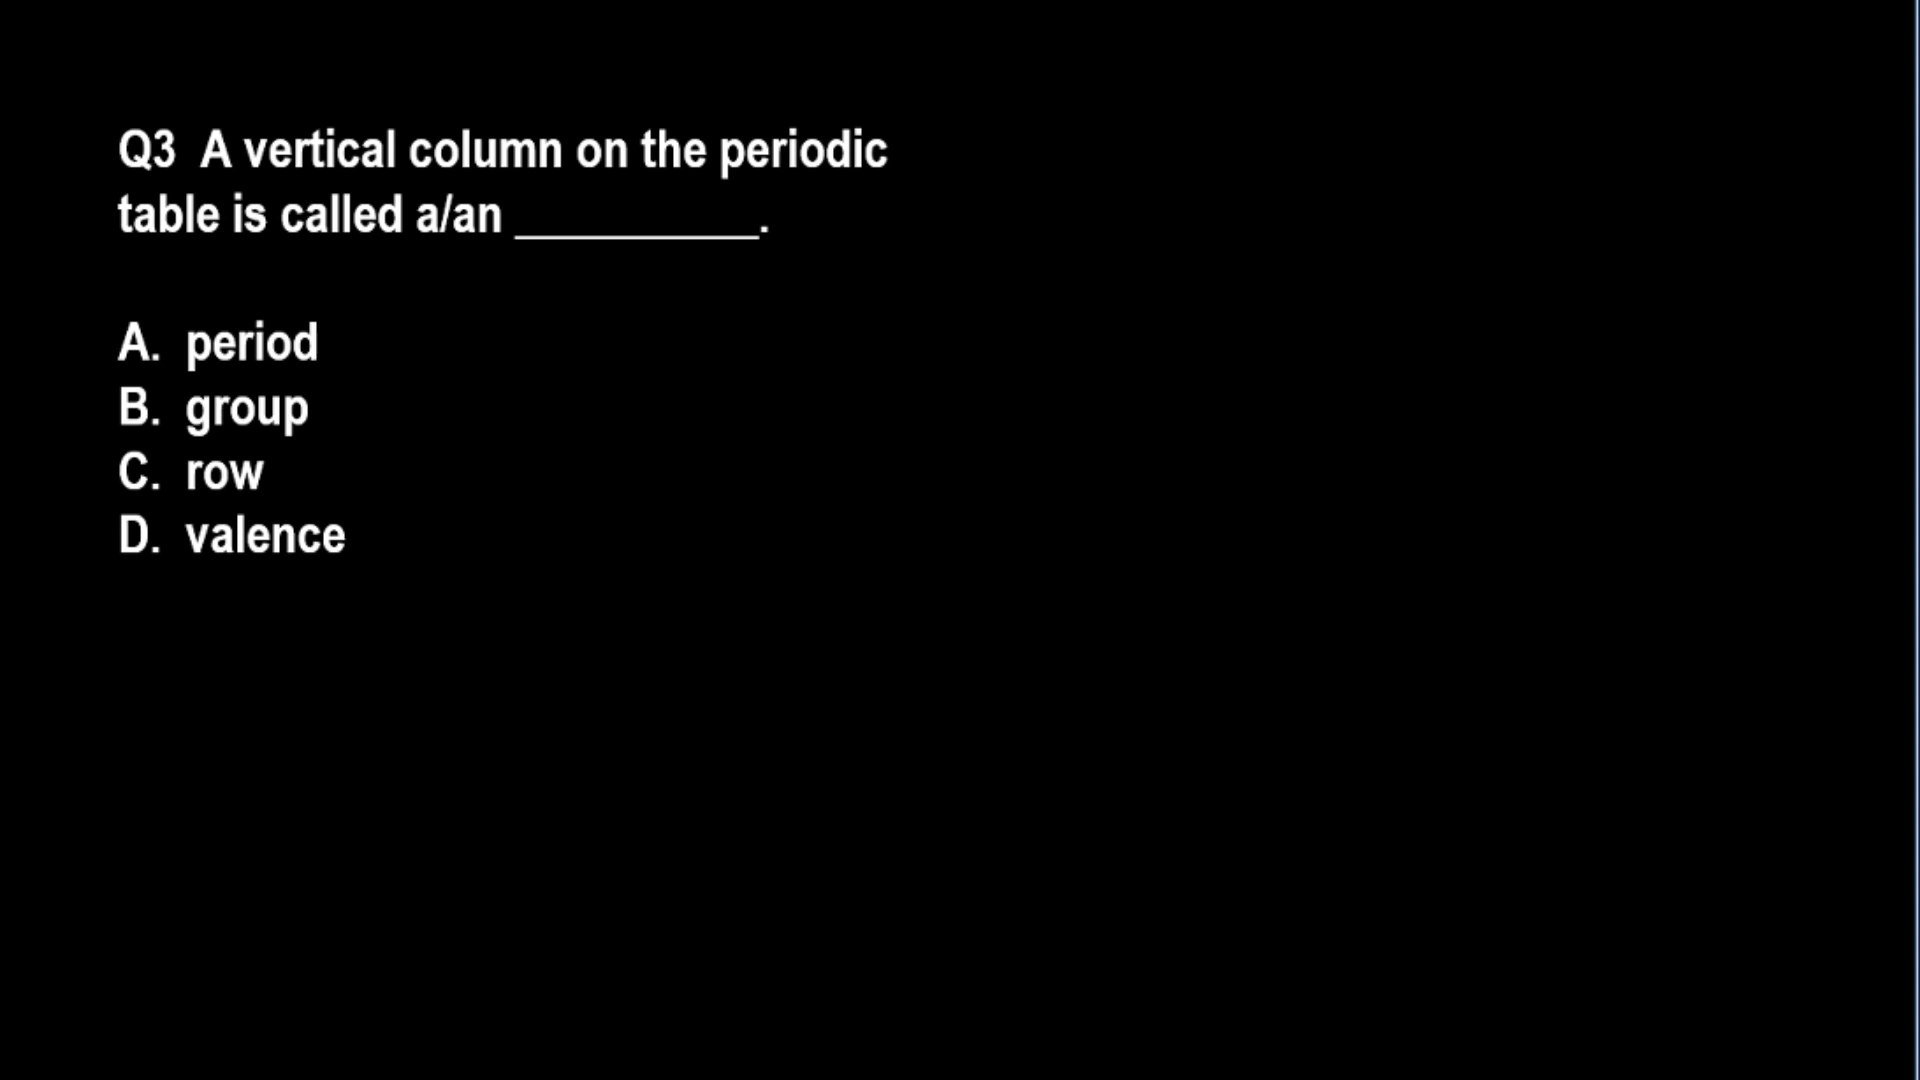 Q3  A vertical column on the periodic
table is called a/an __________.
A.  period
B.  group
C.  row
D.  valence